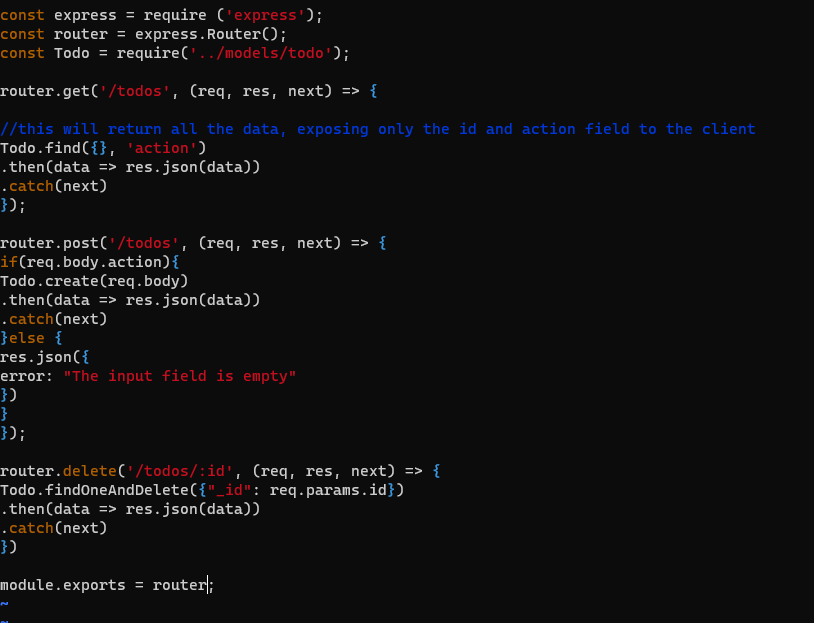 const express = require ('express');
const router = express.Router();
const Todo = require('../models/todo');

router.get('/todos', (req, res, next) => {

//this will return all the data, exposing only the id and action field to the client
Todo.find({}, 'action')
.then(data => res.json(data))
.catch(next)
});

router.post('/todos', (req, res, next) => {
if(req.body.action){
Todo.create(req.body)
.then(data => res.json(data))
.catch(next)
}else {
res.json({
error: "The input field is empty"
})
}
});

router.delete('/todos/:id', (req, res, next) => {
Todo.findOneAndDelete({"_id": req.params.id})
.then(data => res.json(data))
.catch(next)
})

module.exports = router;
~
~